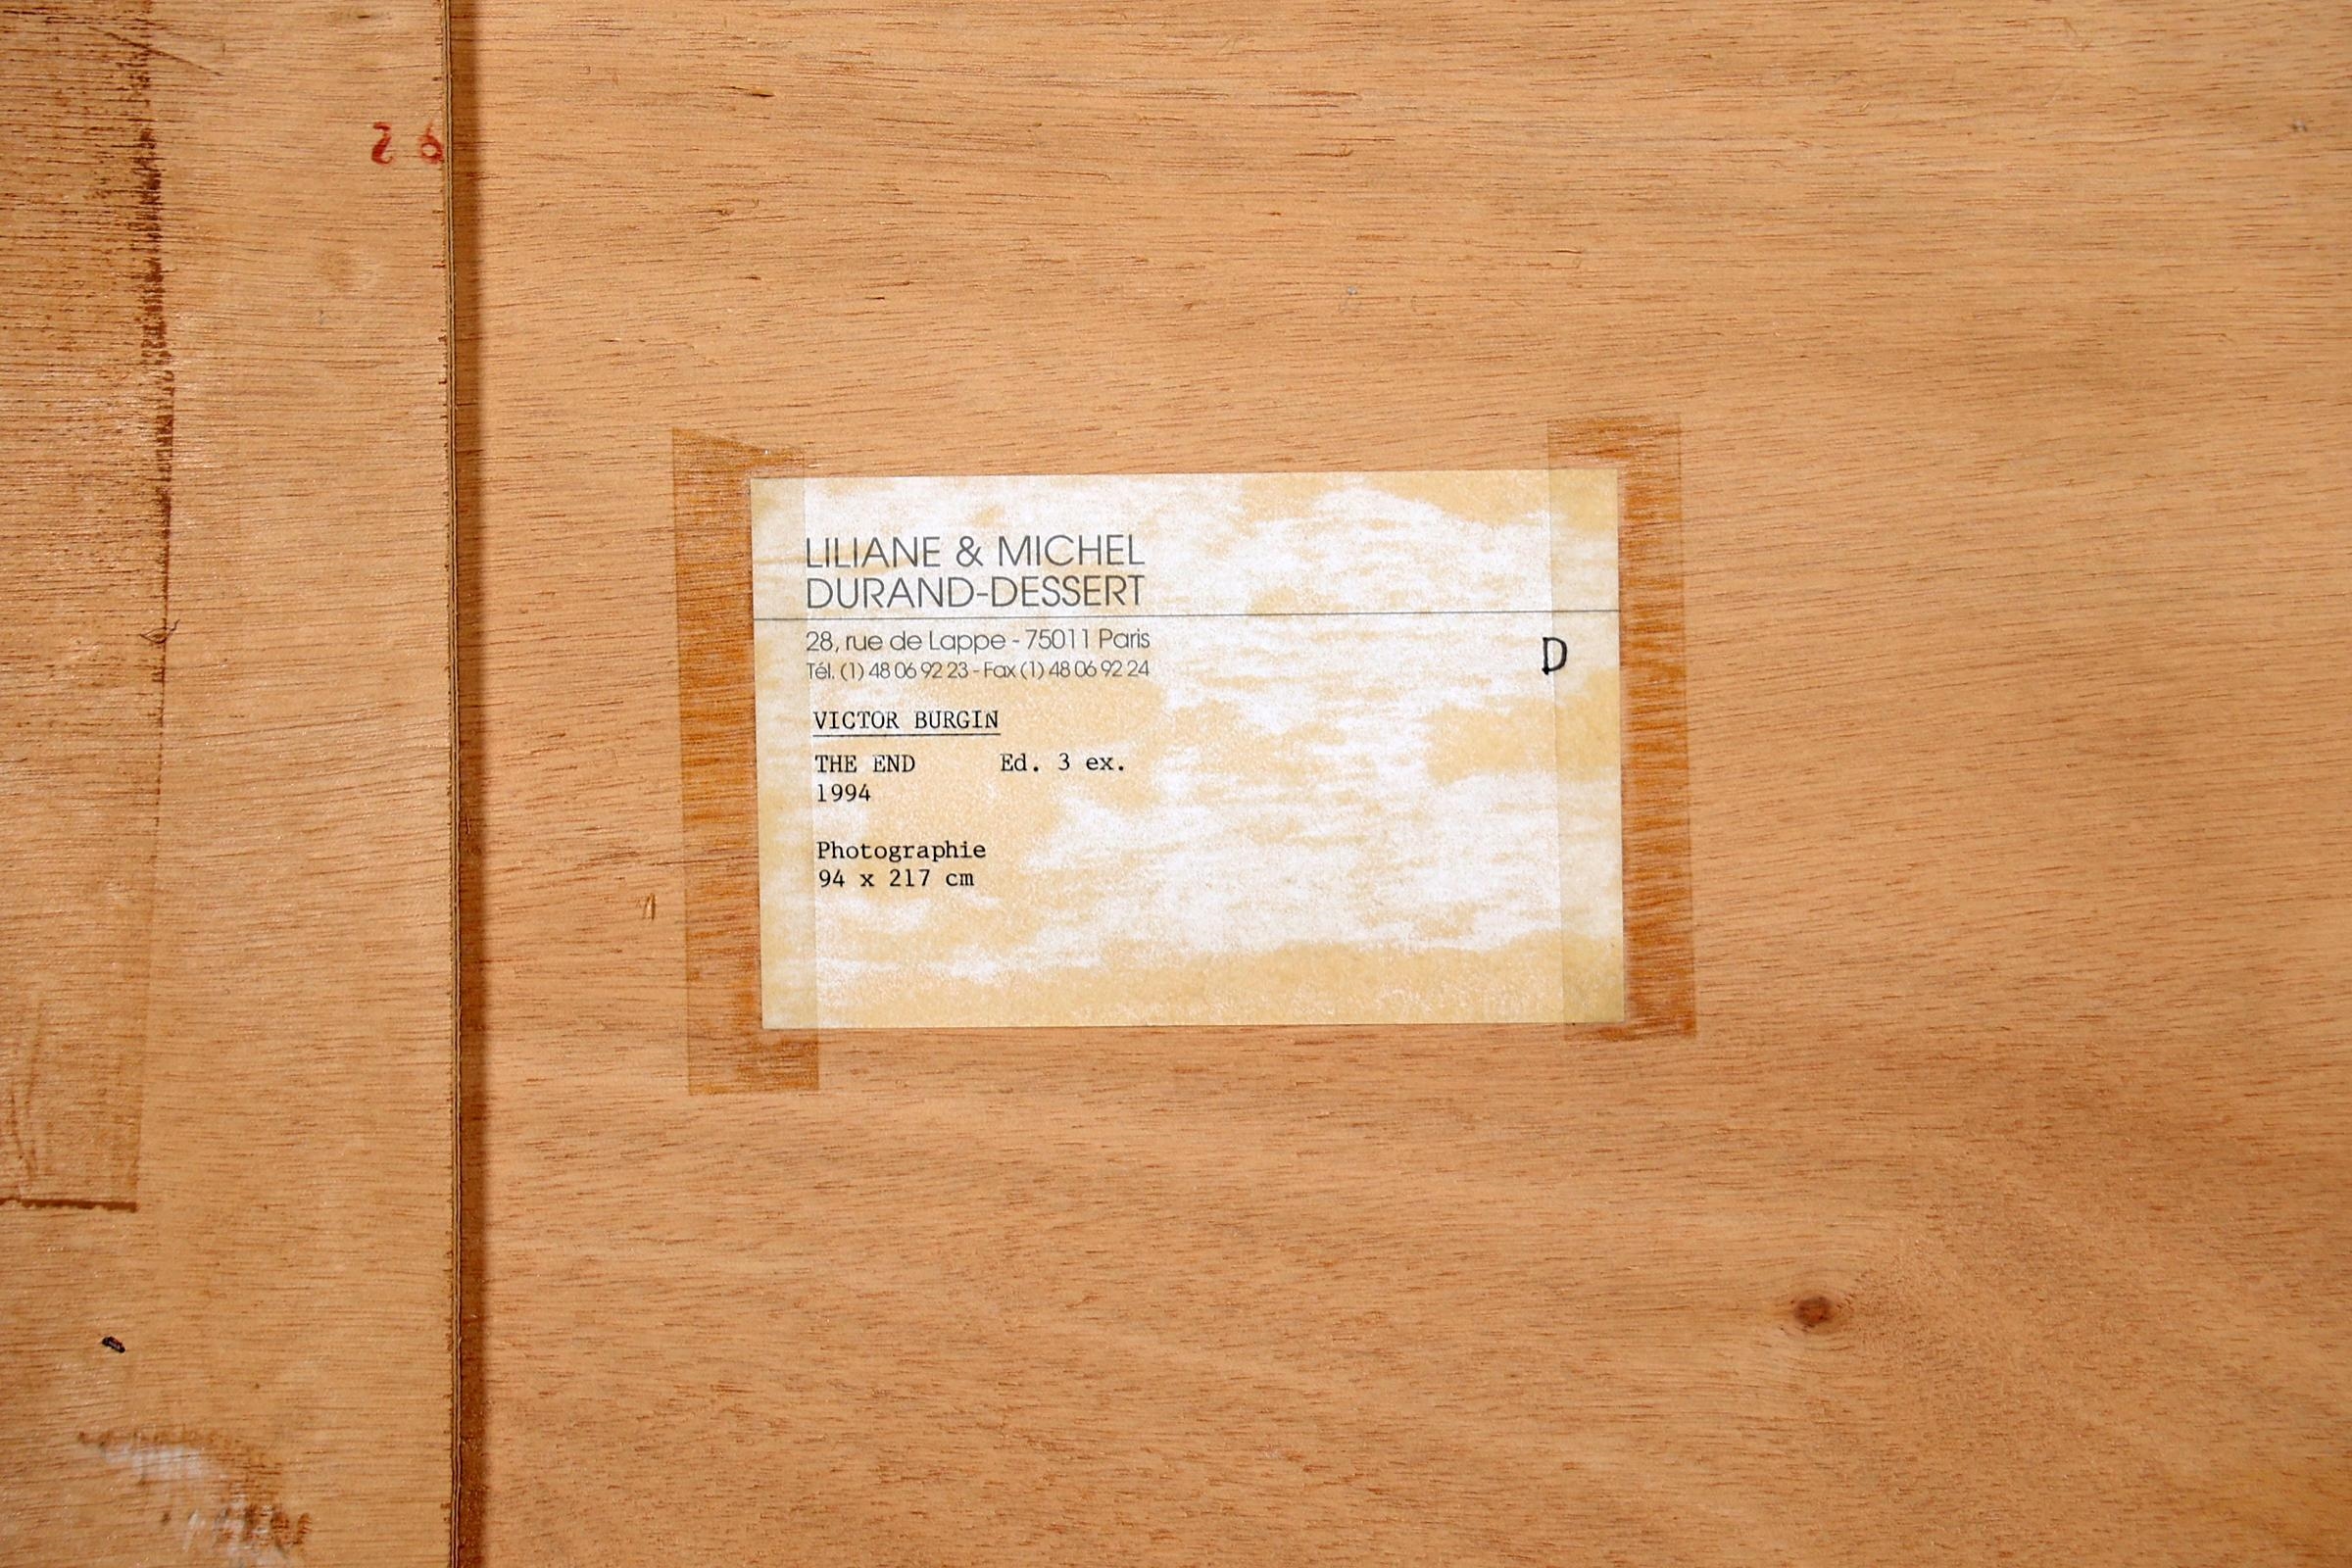 26
LILIANE & MICHEL
DURAND-DESSERT
28, rue de Lappe - 75011 Paris
Tél. (1) 48 06 92 23 - Fax (1) 48 06 92 24
D
VICTOR BURGIN
THE END Ed. 3 ex.
1994
Photographie
94 x 217 cm